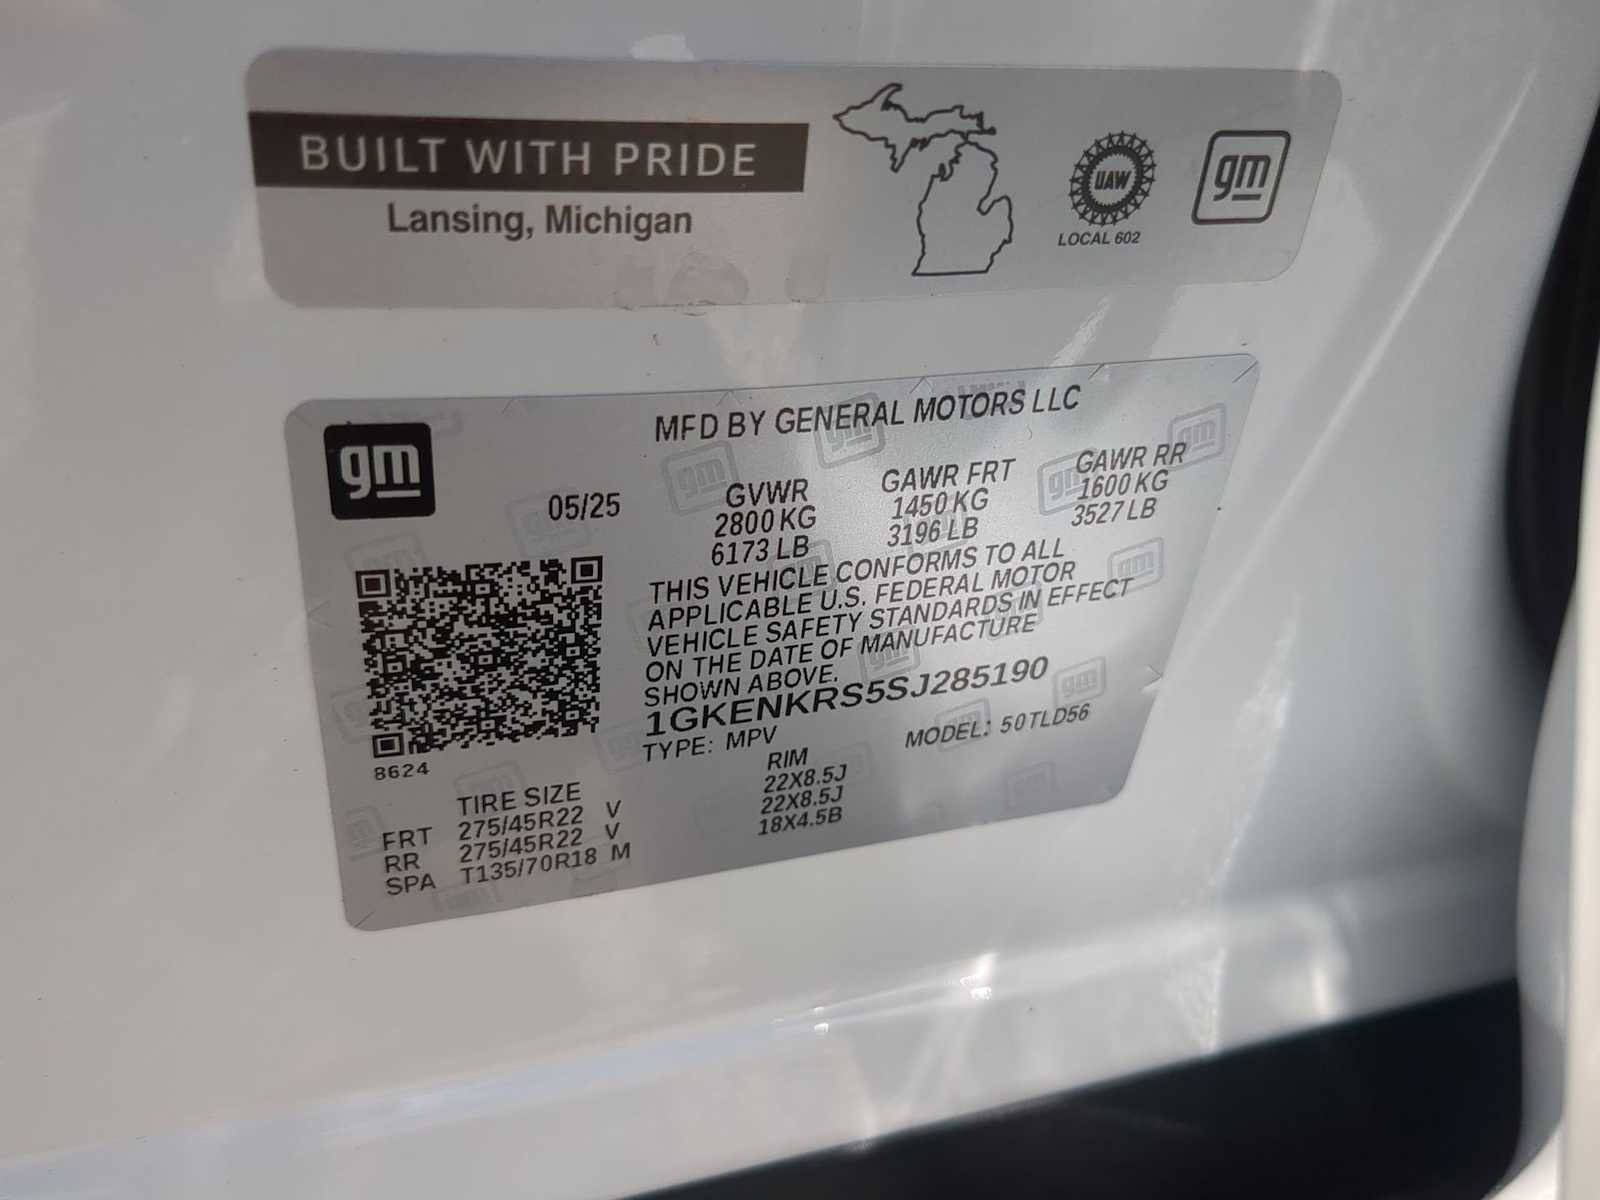 BUILT WITH PRIDE
Lansing, Michigan
UAW
LOCAL 602
gm
gm
MFD BY GENERAL MOTORS LLC
05/25
GVWR
2800 KG
6173 LB
GAWR FRT
1450 KG
3196 LB
GAWR RR
1600 KG
3527 LB
THIS VEHICLE CONFORMS TO ALL
APPLICABLE U.S. FEDERAL MOTOR
VEHICLE SAFETY STANDARDS IN EFFECT
ON THE DATE OF MANUFACTURE
SHOWN ABOVE.
1GKENKRS5SJ285190
TYPE: MPV MODEL: 50TLD56
8624
TIRE SIZE RIM
FRT 275/45R22 V 22X8.5J
RR 275/45R22 V 22X8.5J
SPA T135/70R18 M 18X4.5B